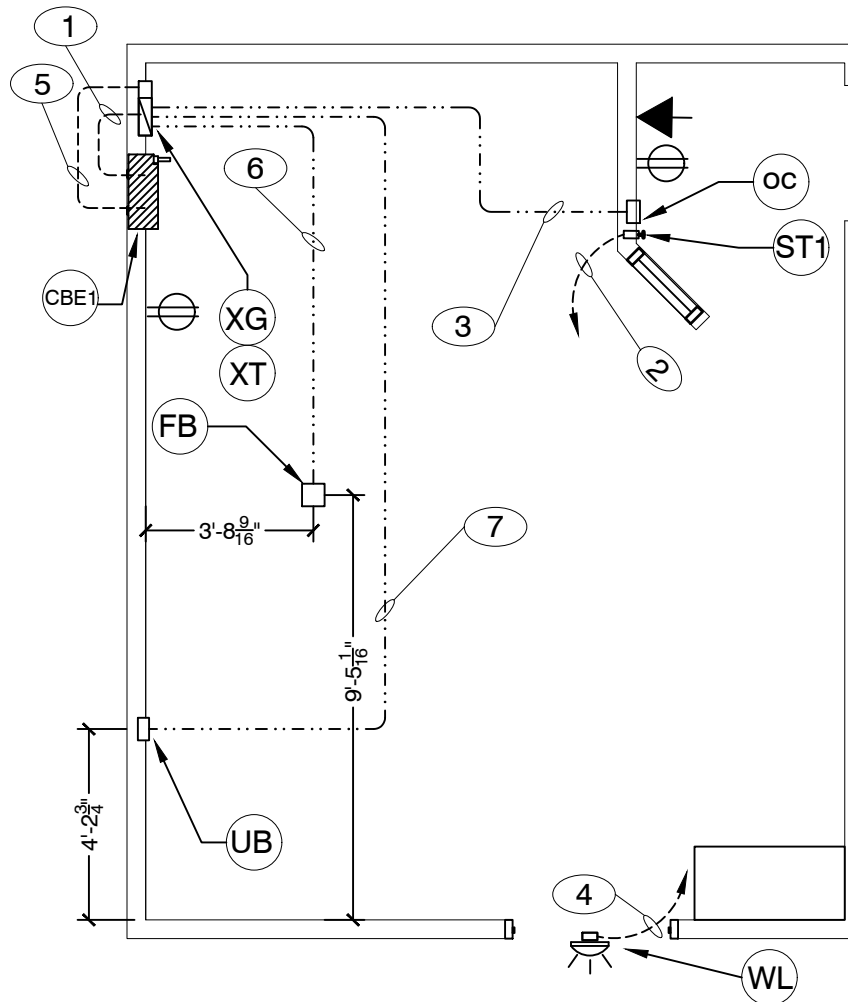 1
5
6
OC
ST1
CBE1
XG
3
2
XT
FB
3'-8 9/16"
7
9'-5 1/16"
4'-2 3/4"
UB
4
WL